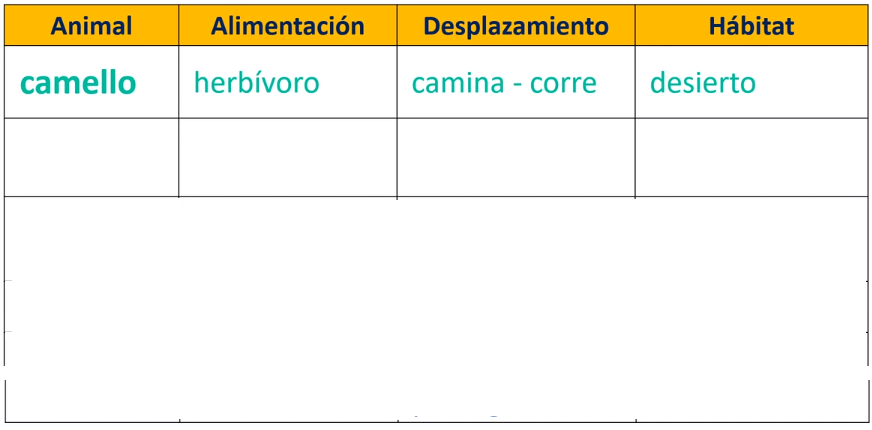 Animal Alimentación Desplazamiento Hábitat
camello herbívoro camina - corre desierto